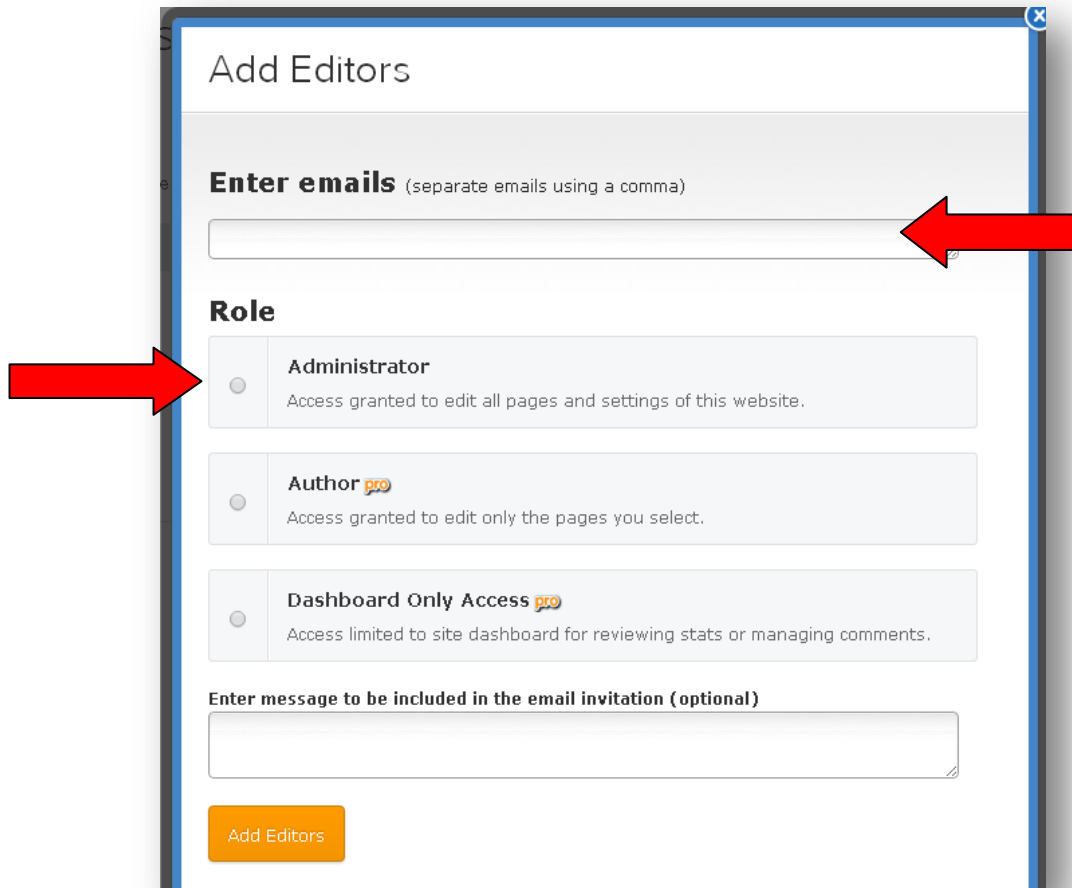 Add Editors
Enter emails (separate emails using a comma)
Role
Administrator
Access granted to edit all pages and settings of this website.
Author pro
Access granted to edit only the pages you select.
Dashboard Only Access pro
Access limited to site dashboard for reviewing stats or managing comments.
Enter message to be included in the email invitation (optional)
Add Editors